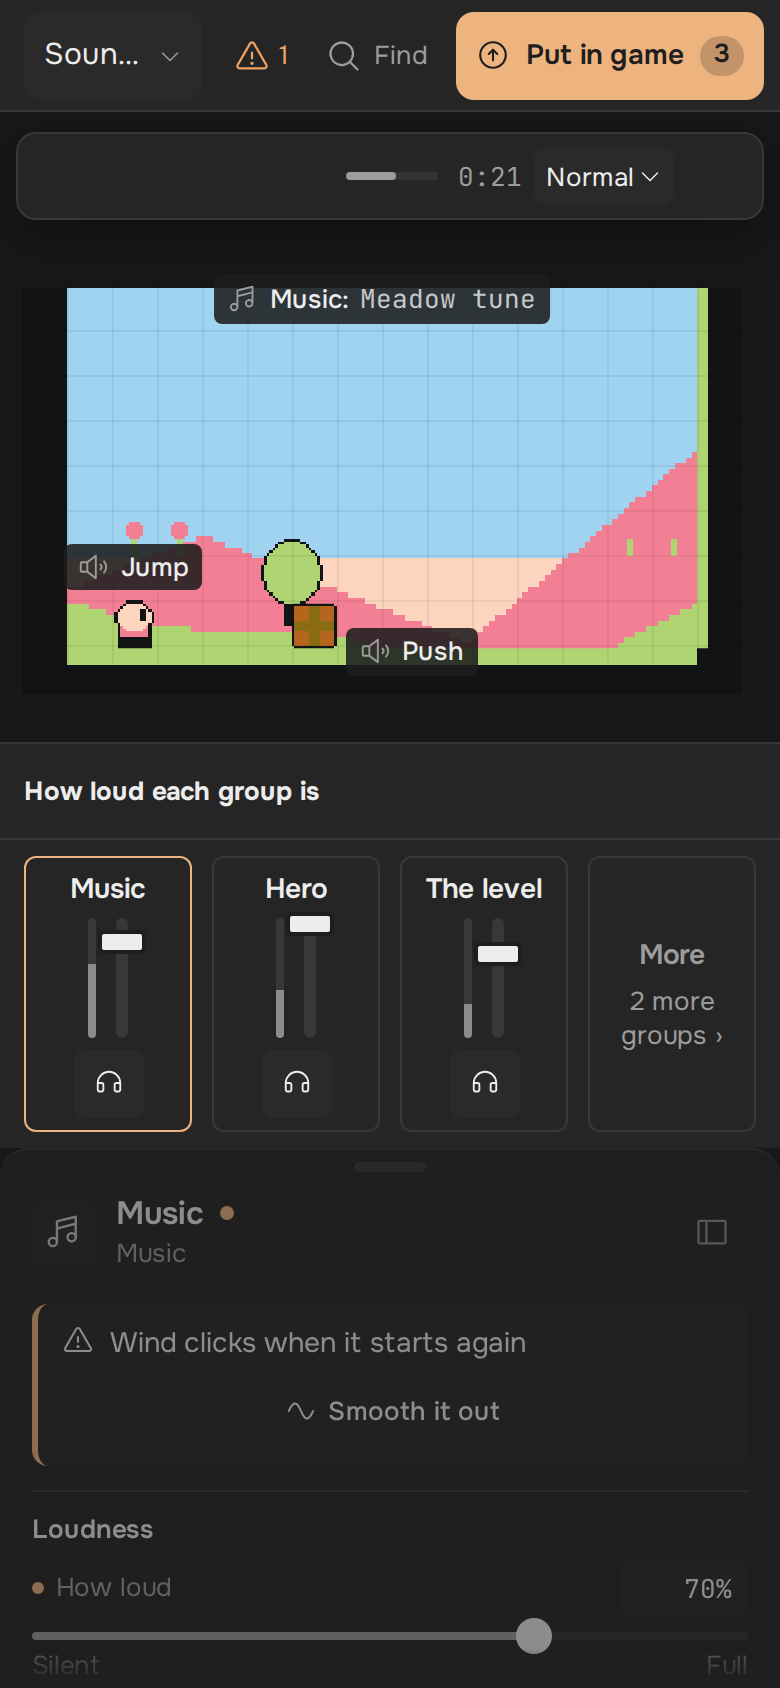 Soun...
1
Find
Put in game
3
0:21
Normal
Music: Meadow tune
Jump
Push
How loud each group is
Music
Hero
The level
More
2 more
groups ›
Music
Music
Wind clicks when it starts again
Smooth it out
Loudness
How loud
70%
Silent
Full